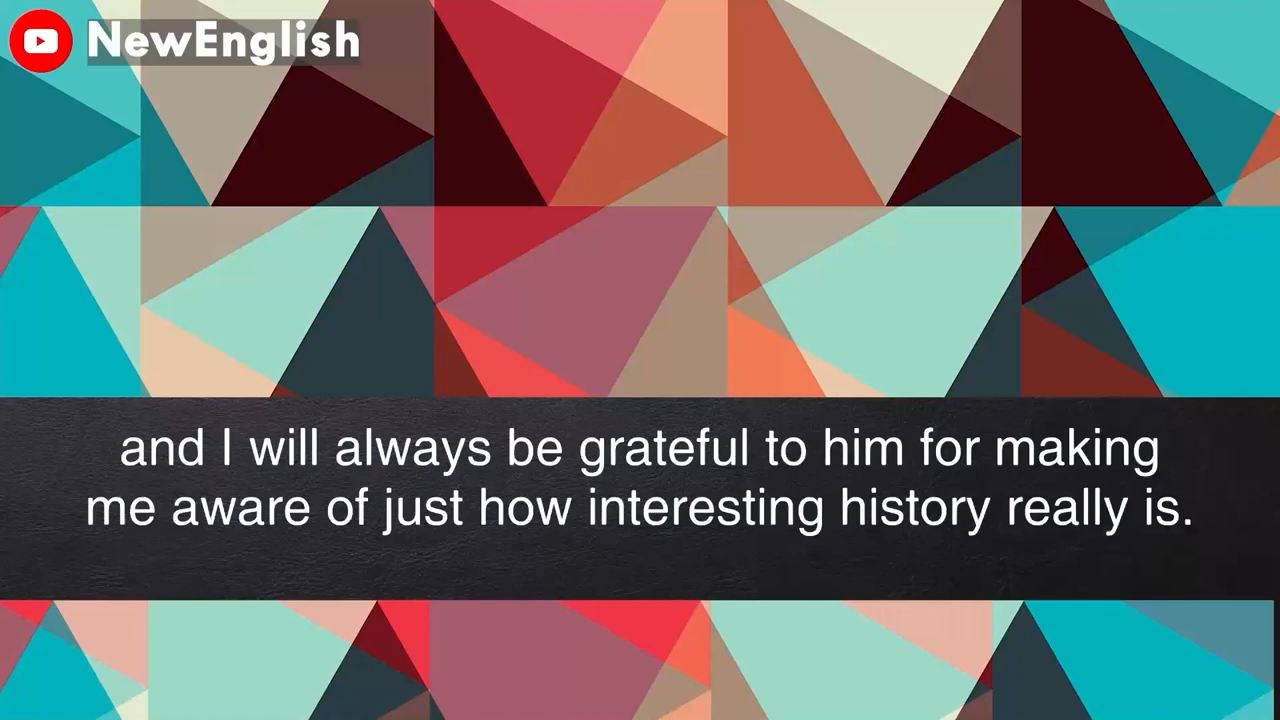 NewEnglish
and I will always be grateful to him for making
me aware of just how interesting history really is.